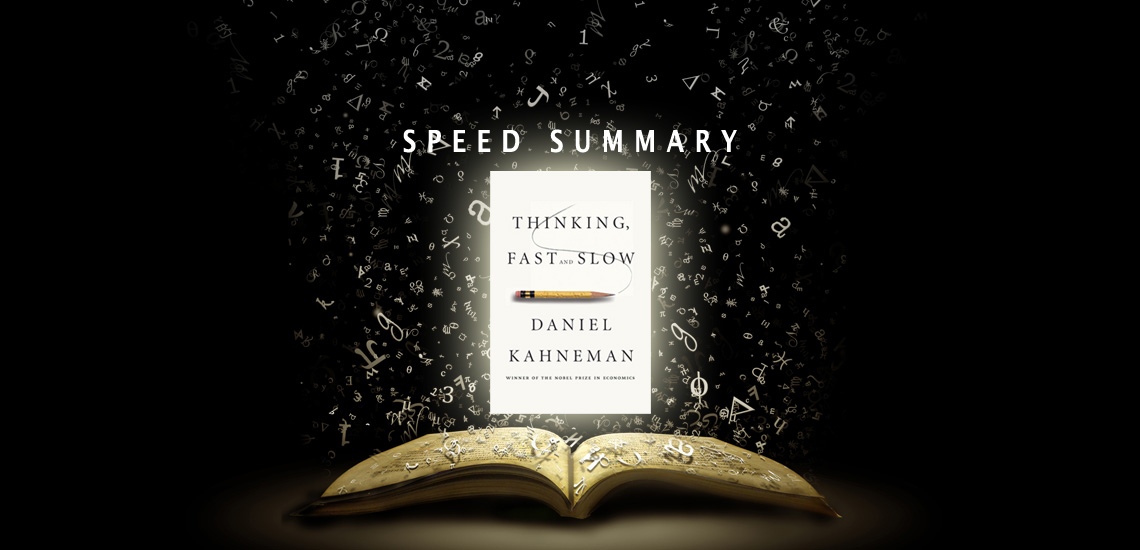 SPEED SUMMARY
THINKING,
FAST AND SLOW
DANIEL
KAHNEMAN
WINNER OF THE NOBEL PRIZE IN ECONOMICS